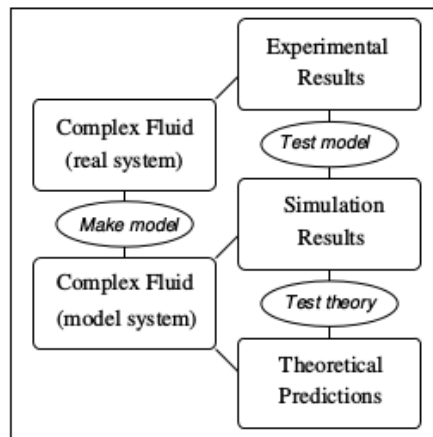 Experimental
Results
Complex Fluid
(real system)
Test model
Make model
Simulation
Results
Complex Fluid
(model system)
Test theory
Theoretical
Predictions